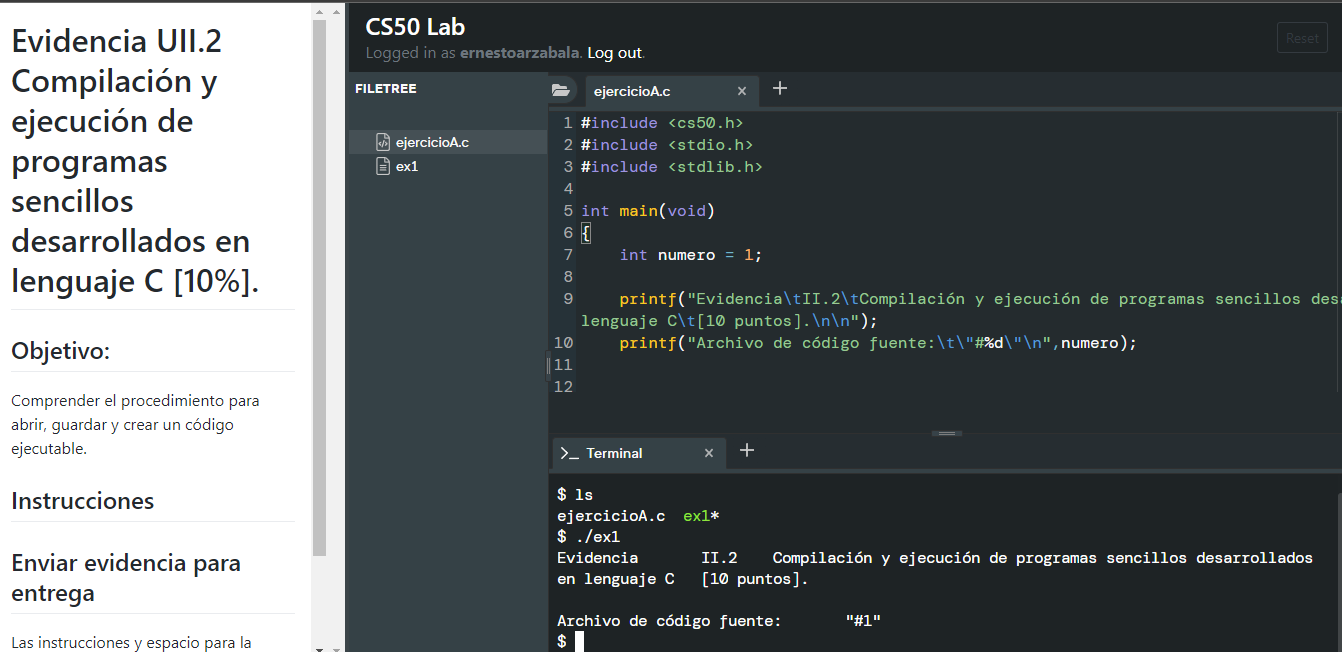 Evidencia UII.2
Compilación y
ejecución de
programas
sencillos
desarrollados en
lenguaje C [10%].
Objetivo:
Comprender el procedimiento para
abrir, guardar y crear un código
ejecutable.
Instrucciones
Enviar evidencia para
entrega
Las instrucciones y espacio para la
CS50 Lab
Logged in as ernestoarzabala. Log out.
Reset
FILETREE
ejercicioA.c
ex1
ejercicioA.c × +
1 #include <cs50.h>
2 #include <stdio.h>
3 #include <stdlib.h>
4
5 int main(void)
6 {
7 int numero = 1;
8
9 printf("Evidencia\tII.2\tCompilación y ejecución de programas sencillos desa
lenguaje C\t[10 puntos].\n\n");
10 printf("Archivo de código fuente:\t\"#%d\"\n",numero);
11
12
>_ Terminal × +
$ ls
ejercicioA.c ex1*
$ ./ex1
Evidencia II.2 Compilación y ejecución de programas sencillos desarrollados
en lenguaje C [10 puntos].
Archivo de código fuente: "#1"
$